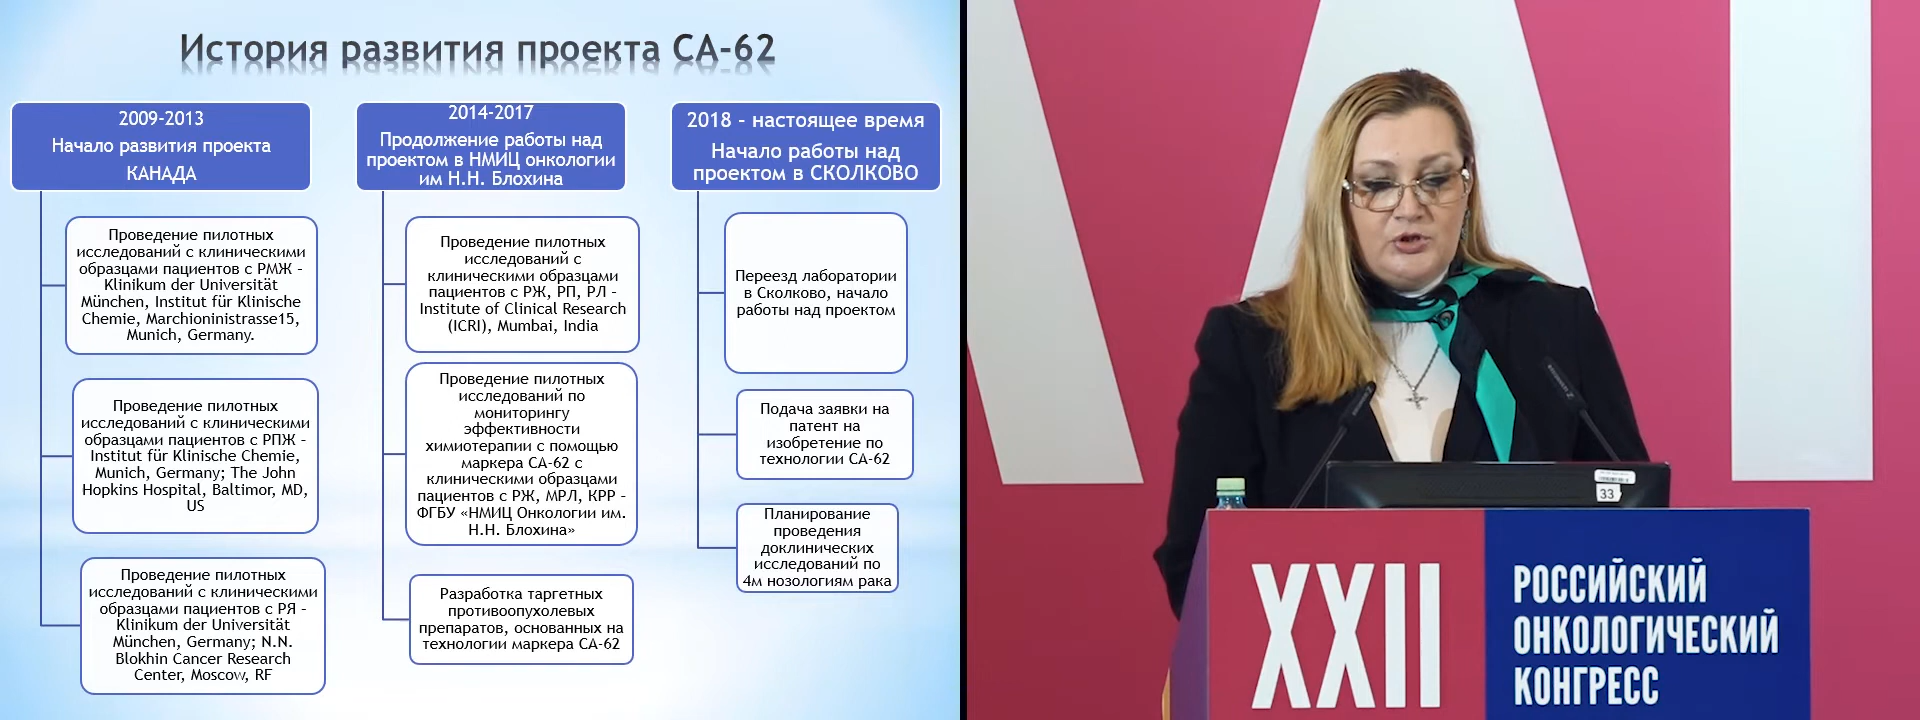 История развития проекта СА-62
2009-2013
Начало развития проекта
КАНАДА
Проведение пилотных
исследований с клиническими
образцами пациентов с РМЖ –
Klinikum der Universität
München, Institut für Klinische
Chemie, Marchioninistrasse15,
Munich, Germany.
Проведение пилотных
исследований с клиническими
образцами пациентов с РПЖ –
Institut für Klinische Chemie,
Munich, Germany; The John
Hopkins Hospital, Baltimor, MD,
US
Проведение пилотных
исследований с клиническими
образцами пациентов с РЯ –
Klinikum der Universität
München, Germany; N.N.
Blokhin Cancer Research
Center, Moscow, RF
2014-2017
Продолжение работы над
проектом в НМИЦ онкологии
им Н.Н. Блохина
Проведение пилотных
исследований с
клиническими образцами
пациентов с РЖ, РП, РЛ –
Institute of Clinical Research
(ICRI), Mumbai, India
Проведение пилотных
исследований по
мониторингу
эффективности
химиотерапии с помощью
маркера СА-62 с
клиническими образцами
пациентов с РЖ, МРЛ, КРР –
ФГБУ «НМИЦ Онкологии им.
Н.Н. Блохина»
Разработка таргетных
противоопухолевых
препаратов, основанных на
технологии маркера СА-62
2018 – настоящее время
Начало работы над
проектом в СКОЛКОВО
Переезд лаборатории
в Сколково, начало
работы над проектом
Подача заявки на
патент на
изобретение по
технологии СА-62
Планирование
проведения
доклинических
исследований по
4м нозологиям рака
33
XXII
РОССИЙСКИЙ
ОНКОЛОГИЧЕСКИЙ
КОНГРЕСС